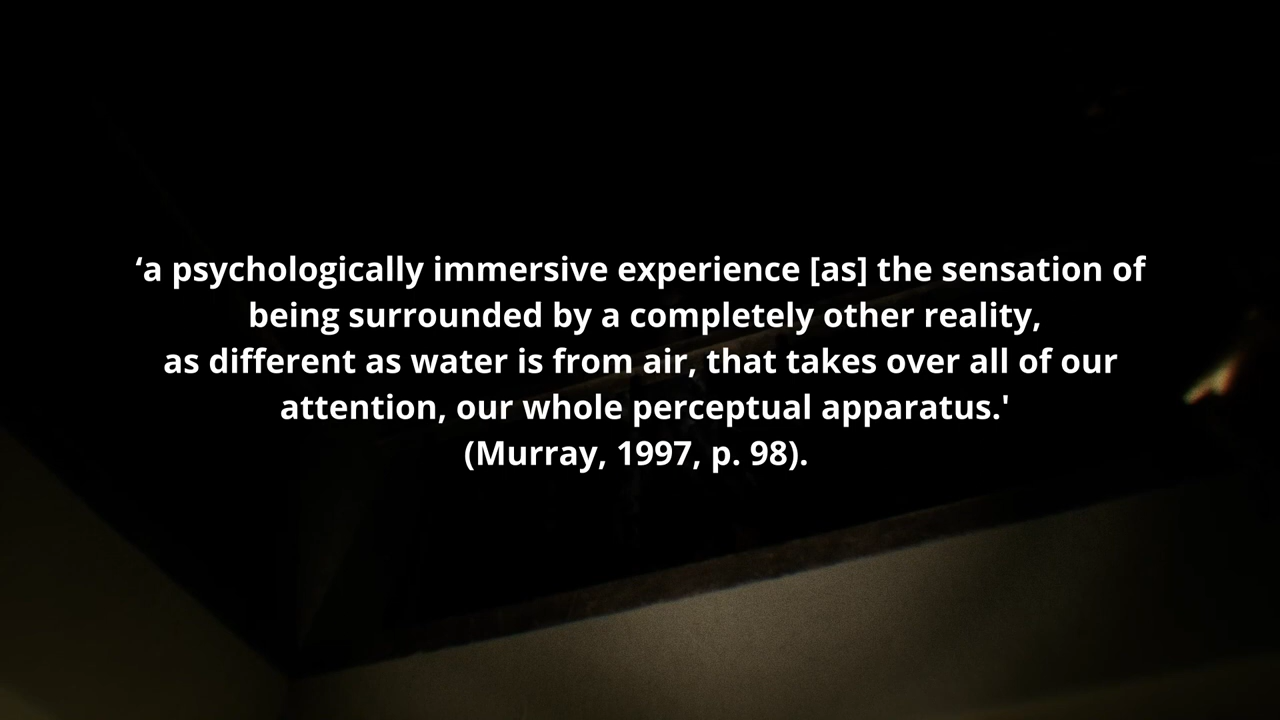 ‘a psychologically immersive experience [as] the sensation of
being surrounded by a completely other reality,
as different as water is from air, that takes over all of our
attention, our whole perceptual apparatus.'
(Murray, 1997, p. 98).